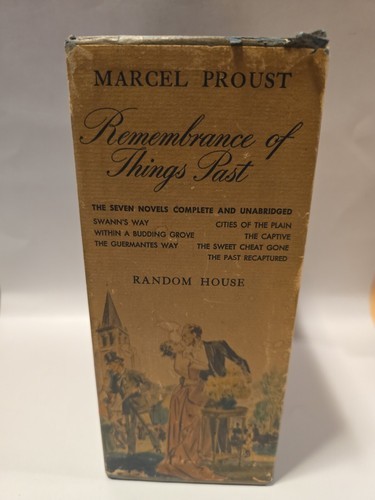 MARCEL PROUST
Remembrance of
Things Past
THE SEVEN NOVELS COMPLETE AND UNABRIDGED
SWANN'S WAY
WITHIN A BUDDING GROVE
THE GUERMANTES WAY
CITIES OF THE PLAIN
THE CAPTIVE
THE SWEET CHEAT GONE
THE PAST RECAPTURED
RANDOM HOUSE